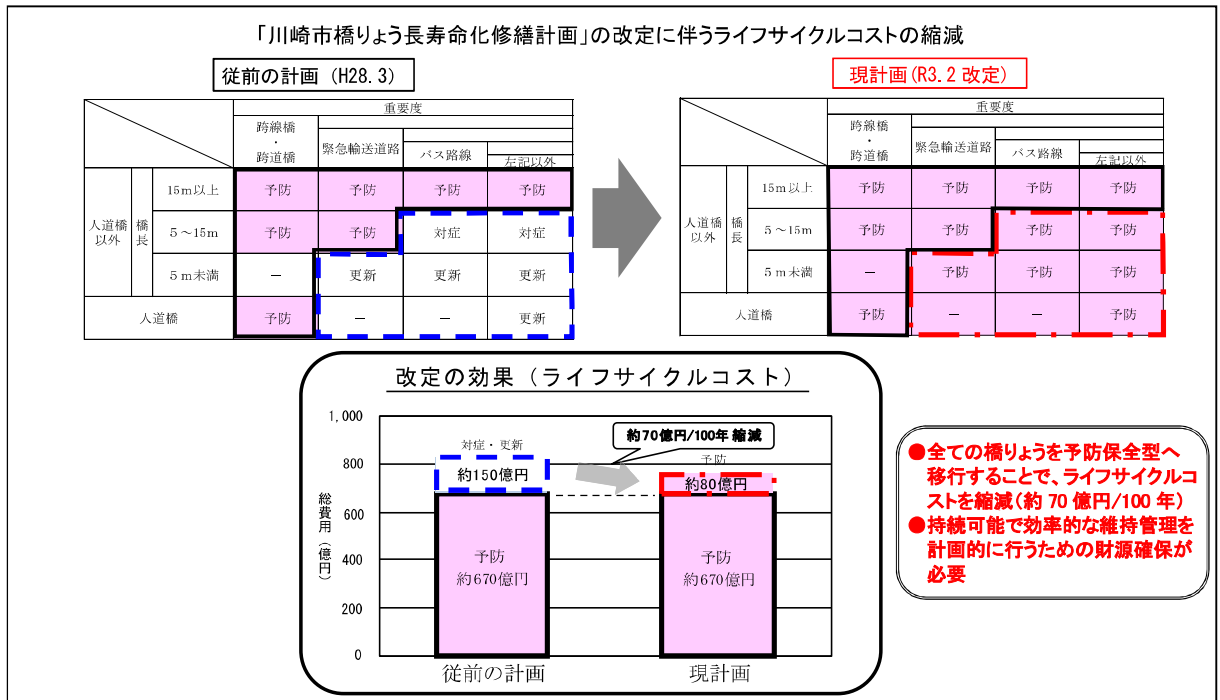 「川崎市橋りょう長寿命化修繕計画」の改定に伴うライフサイクルコストの縮減
従前の計画 (H28.3)
重要度
跨線橋
・
跨道橋
緊急輸送道路
バス路線
左記以外
人道橋
以外
橋長
15m以上
予防
予防
予防
予防
5～15m
予防
予防
対症
対症
5m未満
－
更新
更新
更新
人道橋
予防
－
－
更新
現計画(R3.2 改定)
重要度
跨線橋
・
跨道橋
緊急輸送道路
バス路線
左記以外
人道橋
以外
橋長
15m以上
予防
予防
予防
予防
5～15m
予防
予防
予防
予防
5m未満
－
予防
予防
予防
人道橋
予防
－
－
予防
改定の効果（ライフサイクルコスト）
総費用（億円）
1,000
800
600
400
200
0
対症・更新
約150億円
約70億円/100年 縮減
予防
約80億円
予防
約670億円
予防
約670億円
従前の計画
現計画
●全ての橋りょうを予防保全型へ
移行することで、ライフサイクルコ
ストを縮減(約 70 億円/100 年)
●持続可能で効率的な維持管理を
計画的に行うための財源確保が
必要